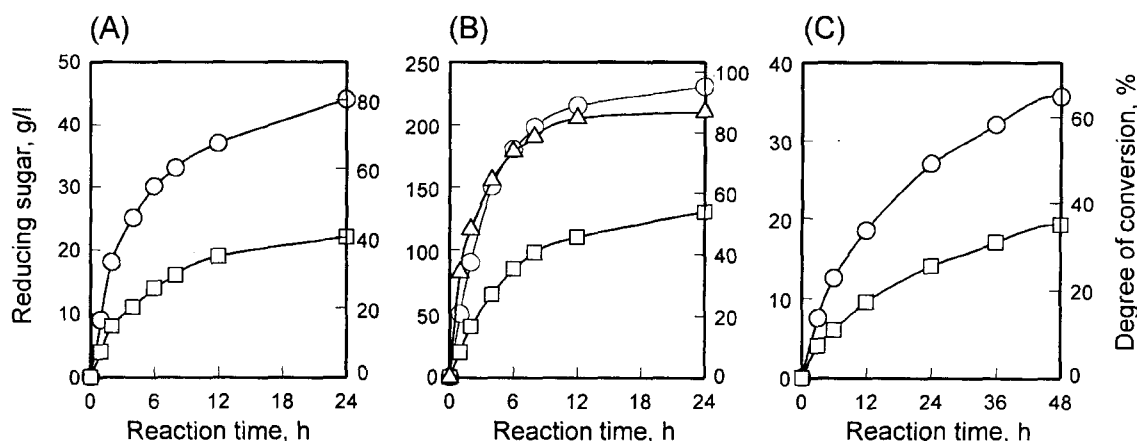 (A)
(B)
(C)
50
40
30
20
10
0
80
60
40
20
0
250
200
150
100
50
0
100
80
60
40
20
0
40
30
20
10
0
60
40
20
0
0 6 12 18 24
0 6 12 18 24
0 12 24 36 48
Reducing sugar, g/l
Degree of conversion, %
Reaction time, h
Reaction time, h
Reaction time, h